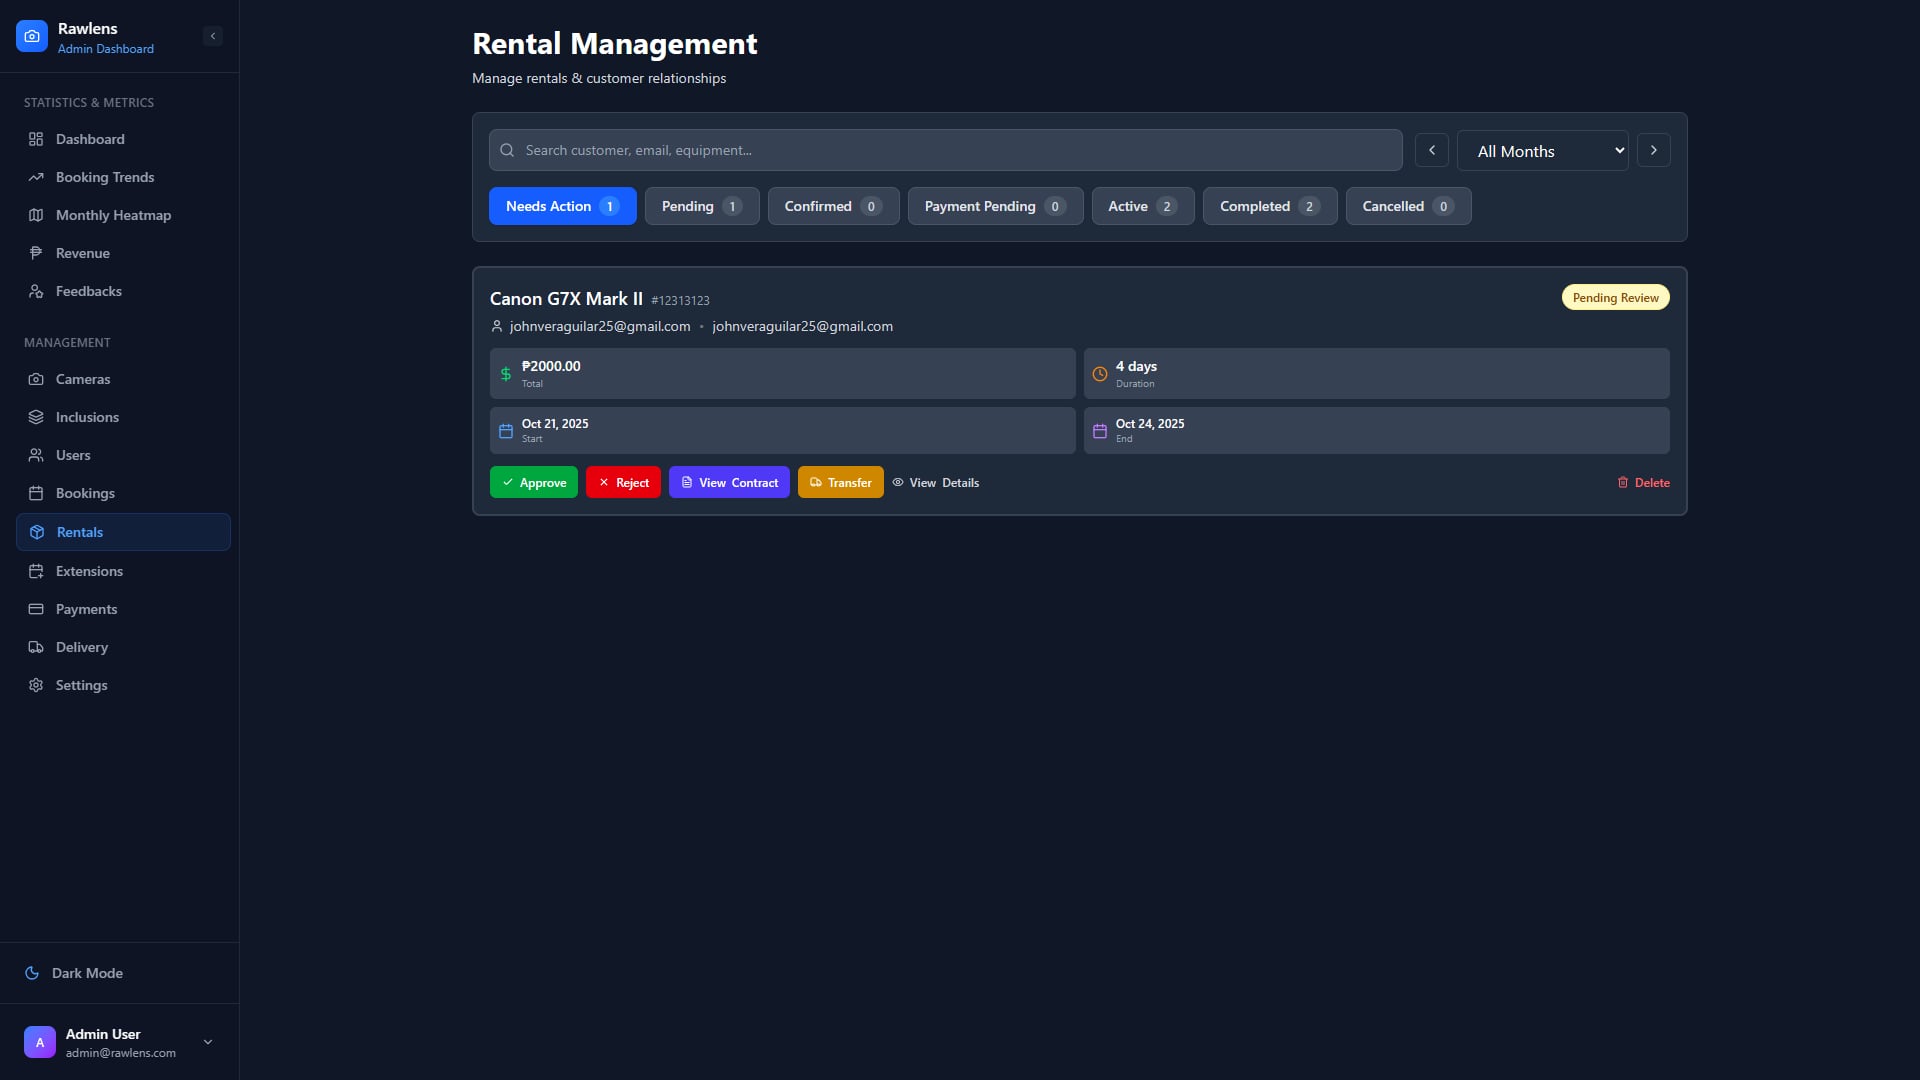 Rawlens
Admin Dashboard
STATISTICS & METRICS
Dashboard
Booking Trends
Monthly Heatmap
Revenue
Feedbacks
MANAGEMENT
Cameras
Inclusions
Users
Bookings
Rentals
Extensions
Payments
Delivery
Settings
Dark Mode
A
Admin User
admin@rawlens.com
Rental Management
Manage rentals & customer relationships
Search customer, email, equipment...
All Months
Needs Action 1
Pending 1
Confirmed 0
Payment Pending 0
Active 2
Completed 2
Cancelled 0
Canon G7X Mark II #12313123
Pending Review
johnveraguilar25@gmail.com • johnveraguilar25@gmail.com
₱2000.00
Total
4 days
Duration
Oct 21, 2025
Start
Oct 24, 2025
End
Approve
Reject
View Contract
Transfer
View Details
Delete